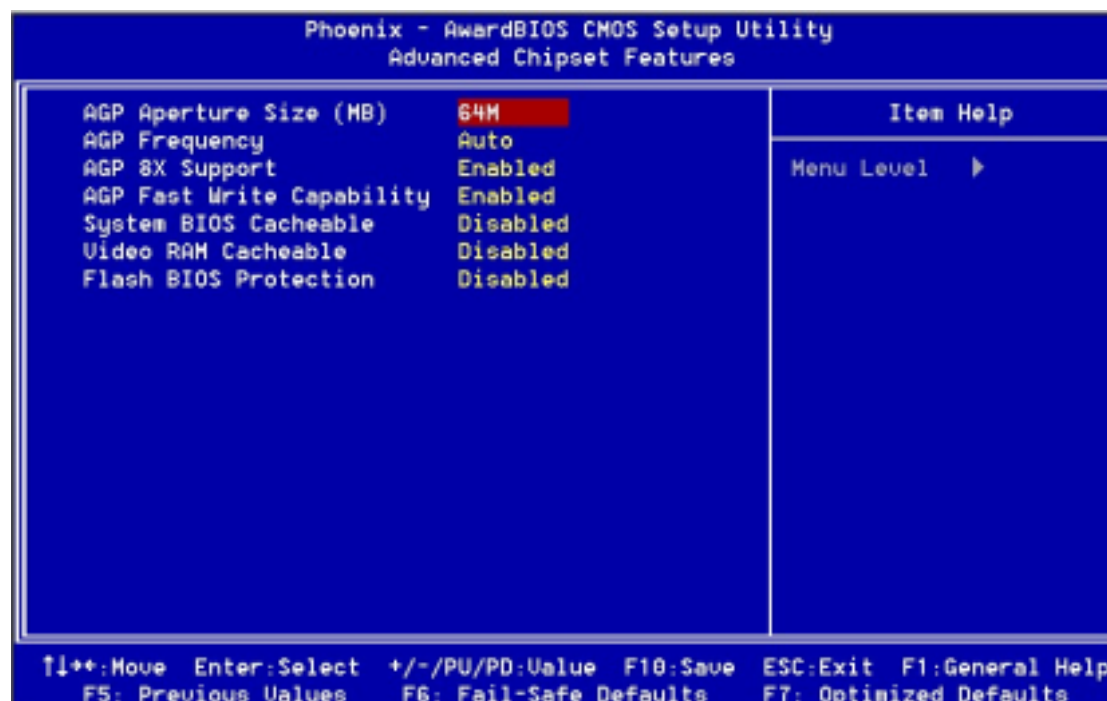 Phoenix - AwardBIOS CMOS Setup Utility
Advanced Chipset Features
AGP Aperture Size (MB) 64M
AGP Frequency Auto
AGP 8X Support Enabled
AGP Fast Write Capability Enabled
System BIOS Cacheable Disabled
Video RAM Cacheable Disabled
Flash BIOS Protection Disabled
Item Help
Menu Level ▶
↑↓→←:Move Enter:Select +/-/PU/PD:Value F10:Save ESC:Exit F1:General Help
F5: Previous Values F6: Fail-Safe Defaults F7: Optimized Defaults